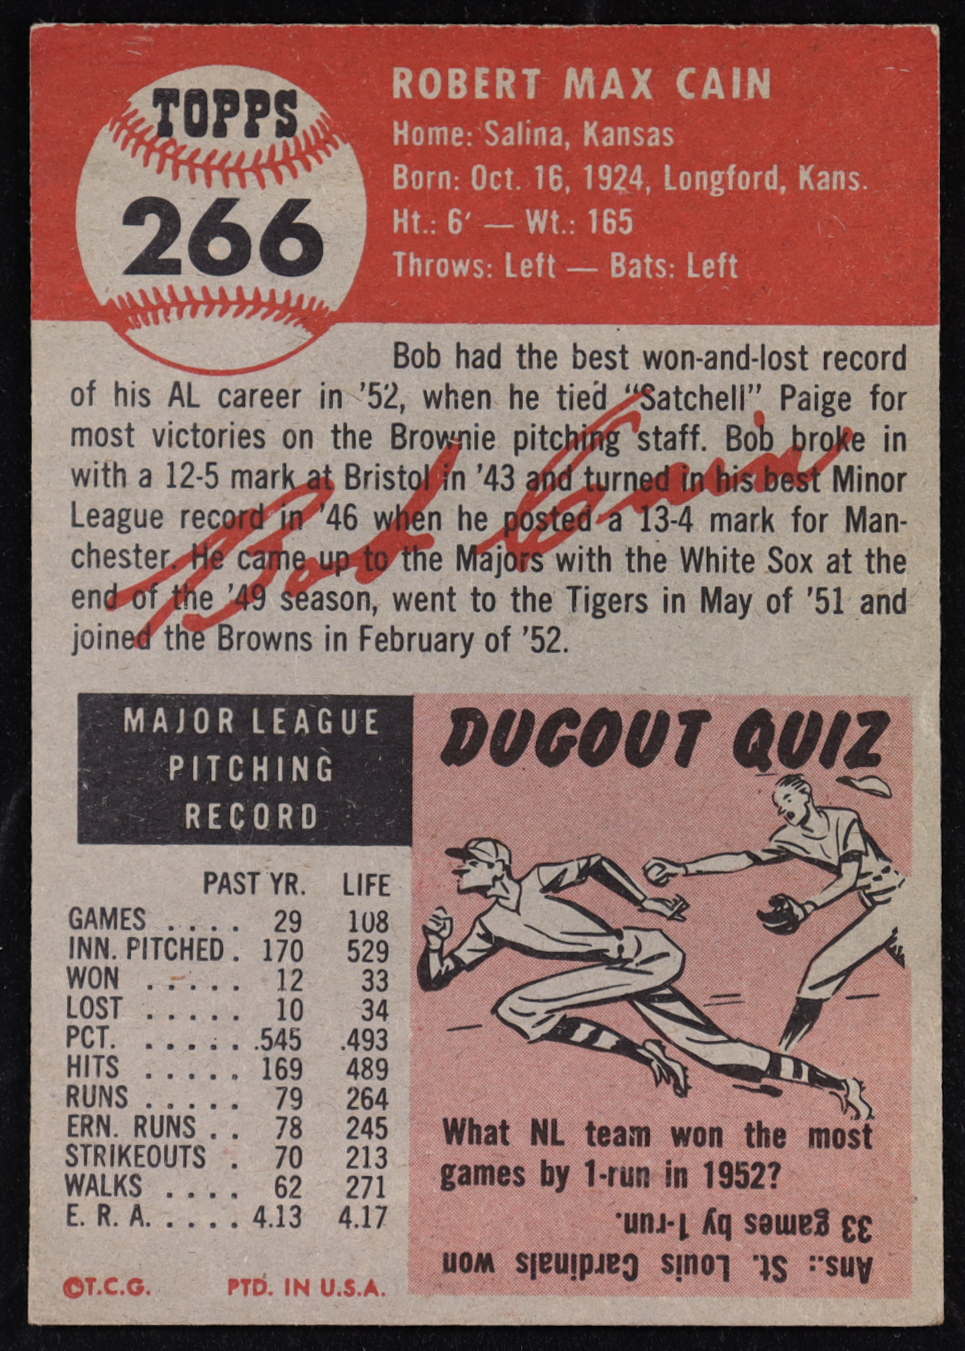 TOPPS
266
ROBERT MAX CAIN
Home: Salina, Kansas
Born: Oct. 16, 1924, Longford, Kans.
Ht.: 6′ — Wt.: 165
Throws: Left — Bats: Left
Bob had the best won-and-lost record
of his AL career in '52, when he tied "Satchell" Paige for
most victories on the Brownie pitching staff. Bob broke in
with a 12-5 mark at Bristol in '43 and turned in his best Minor
League record in '46 when he posted a 13-4 mark for Man-
chester. He came up to the Majors with the White Sox at the
end of the '49 season, went to the Tigers in May of '51 and
joined the Browns in February of '52.
Bob Cain
MAJOR LEAGUE
PITCHING
RECORD
PAST YR. LIFE
GAMES . . . . 29 108
INN. PITCHED . 170 529
WON . . . . . 12 33
LOST . . . . . 10 34
PCT. . . . . . .545 .493
HITS . . . . . 169 489
RUNS . . . . . 79 264
ERN. RUNS . . 78 245
STRIKEOUTS . 70 213
WALKS . . . . 62 271
E. R. A. . . . . 4.13 4.17
©T.C.G. PTD. IN U.S.A.
DUGOUT QUIZ
What NL team won the most
games by 1-run in 1952?
Ans.: St. Louis Cardinals won
33 games by 1-run.